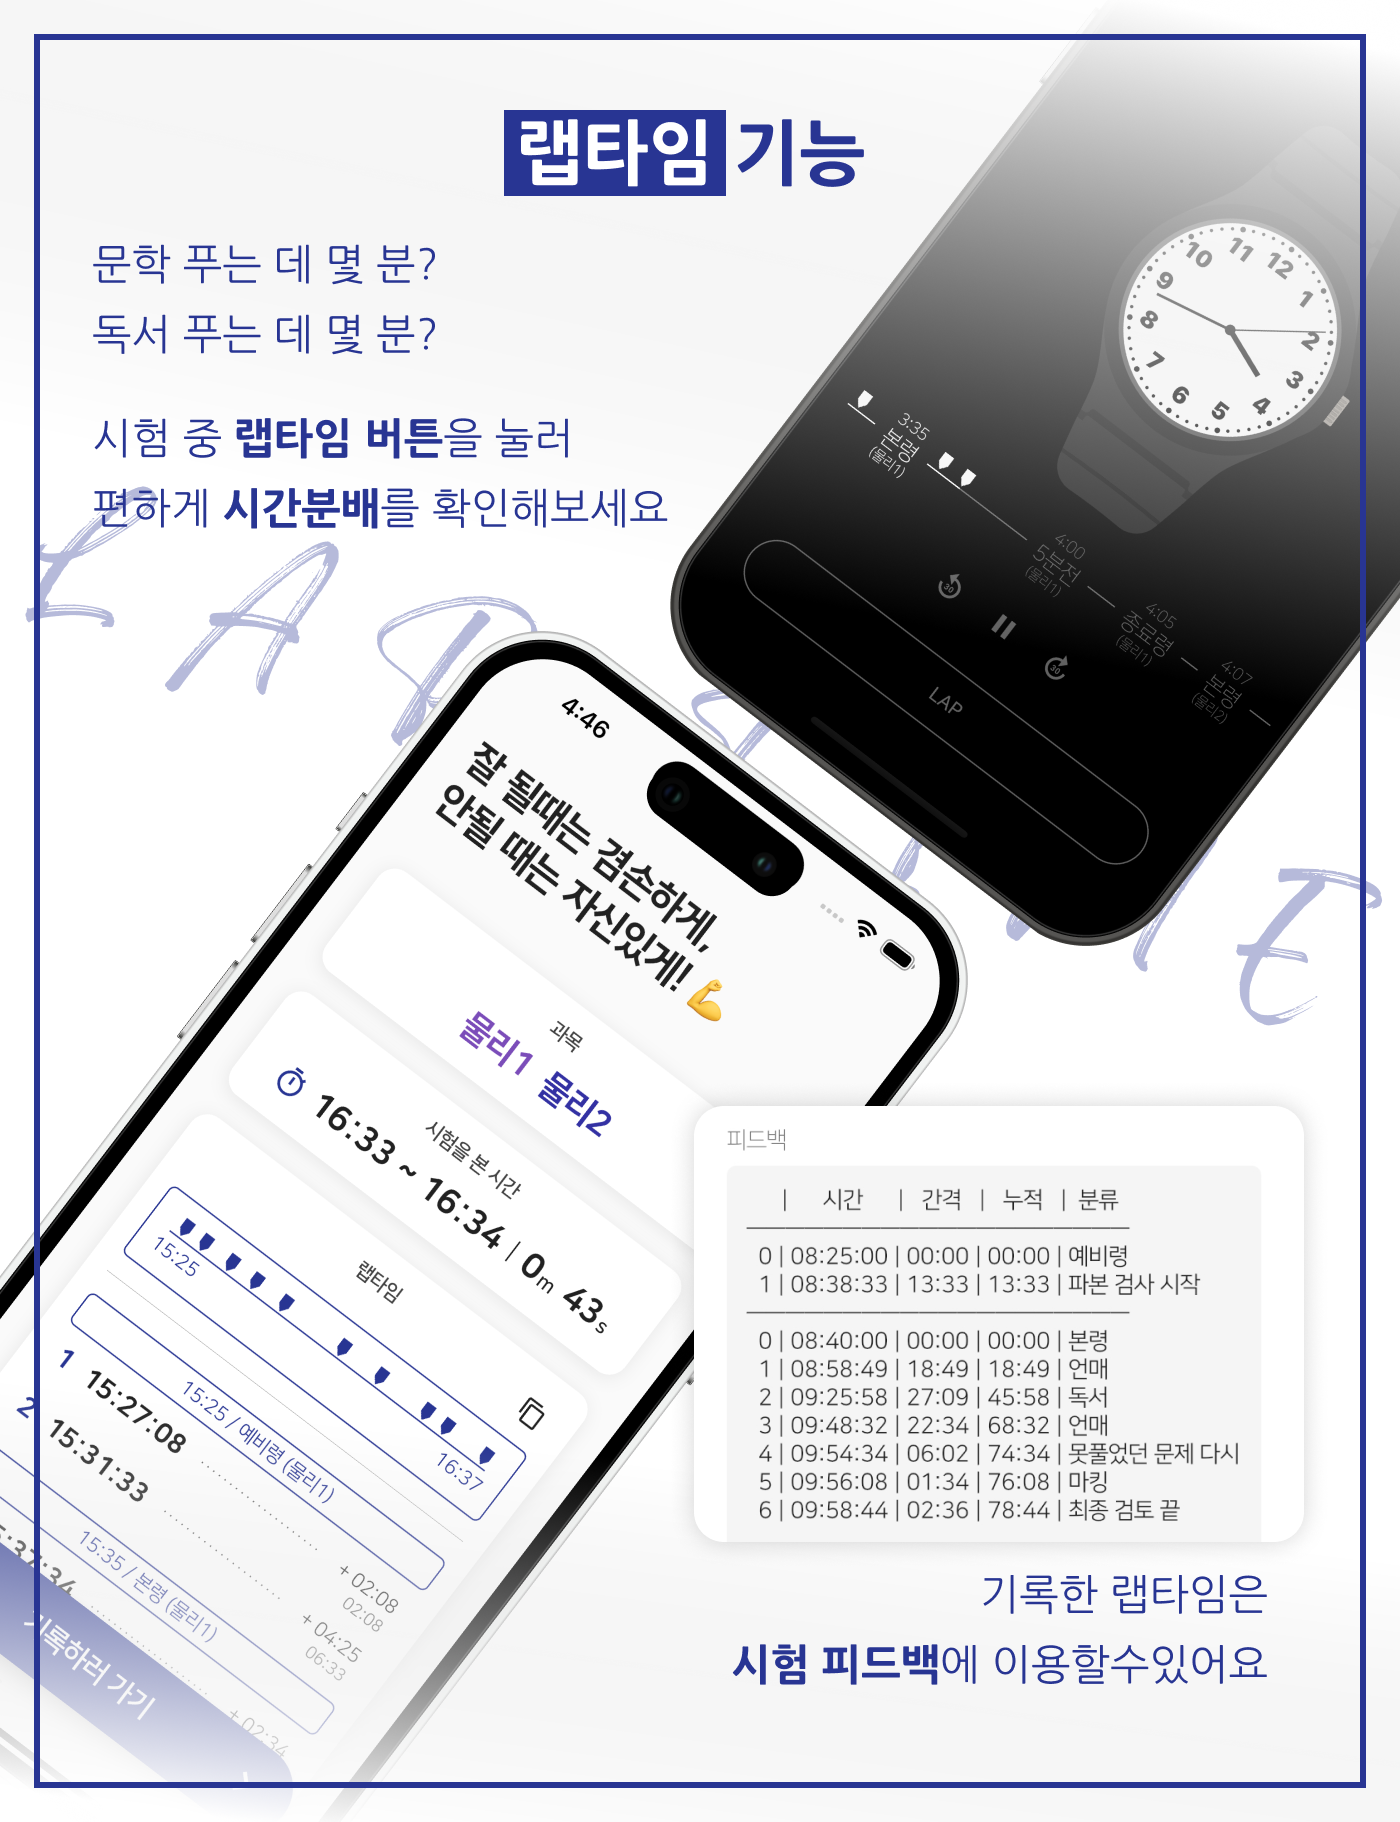 랩타임 기능
문학 푸는 데 몇 분?
독서 푸는 데 몇 분?
시험 중 랩타임 버튼을 눌러
편하게 시간분배를 확인해보세요
10 11 12 1 2 3 4 5 6 7 8 9
3:35
본령
(물리1)
4:00
5분전
(물리1)
4:05
종료령
(물리1)
4:07
본령
(물리2)
30
30
LAP
LAP
4:46
잘 될때는 겸손하게,
안될 때는 자신있게! 💪
과목
물리1 물리2
시험을 본 시간
16:33 ~ 16:34 | 0m 43s
랩타임
15:25
16:37
15:25 / 예비령 (물리1)
1 15:27:08 + 02:08
02:08
2 15:31:33 + 04:25
06:33
15:35 / 본령 (물리1)
:37:34 + 02:34
기록하러 가기
피드백
| 시간 | 간격 | 누적 | 분류
0 | 08:25:00 | 00:00 | 00:00 | 예비령
1 | 08:38:33 | 13:33 | 13:33 | 파본 검사 시작
0 | 08:40:00 | 00:00 | 00:00 | 본령
1 | 08:58:49 | 18:49 | 18:49 | 언매
2 | 09:25:58 | 27:09 | 45:58 | 독서
3 | 09:48:32 | 22:34 | 68:32 | 언매
4 | 09:54:34 | 06:02 | 74:34 | 못풀었던 문제 다시
5 | 09:56:08 | 01:34 | 76:08 | 마킹
6 | 09:58:44 | 02:36 | 78:44 | 최종 검토 끝
기록한 랩타임은
시험 피드백에 이용할수있어요